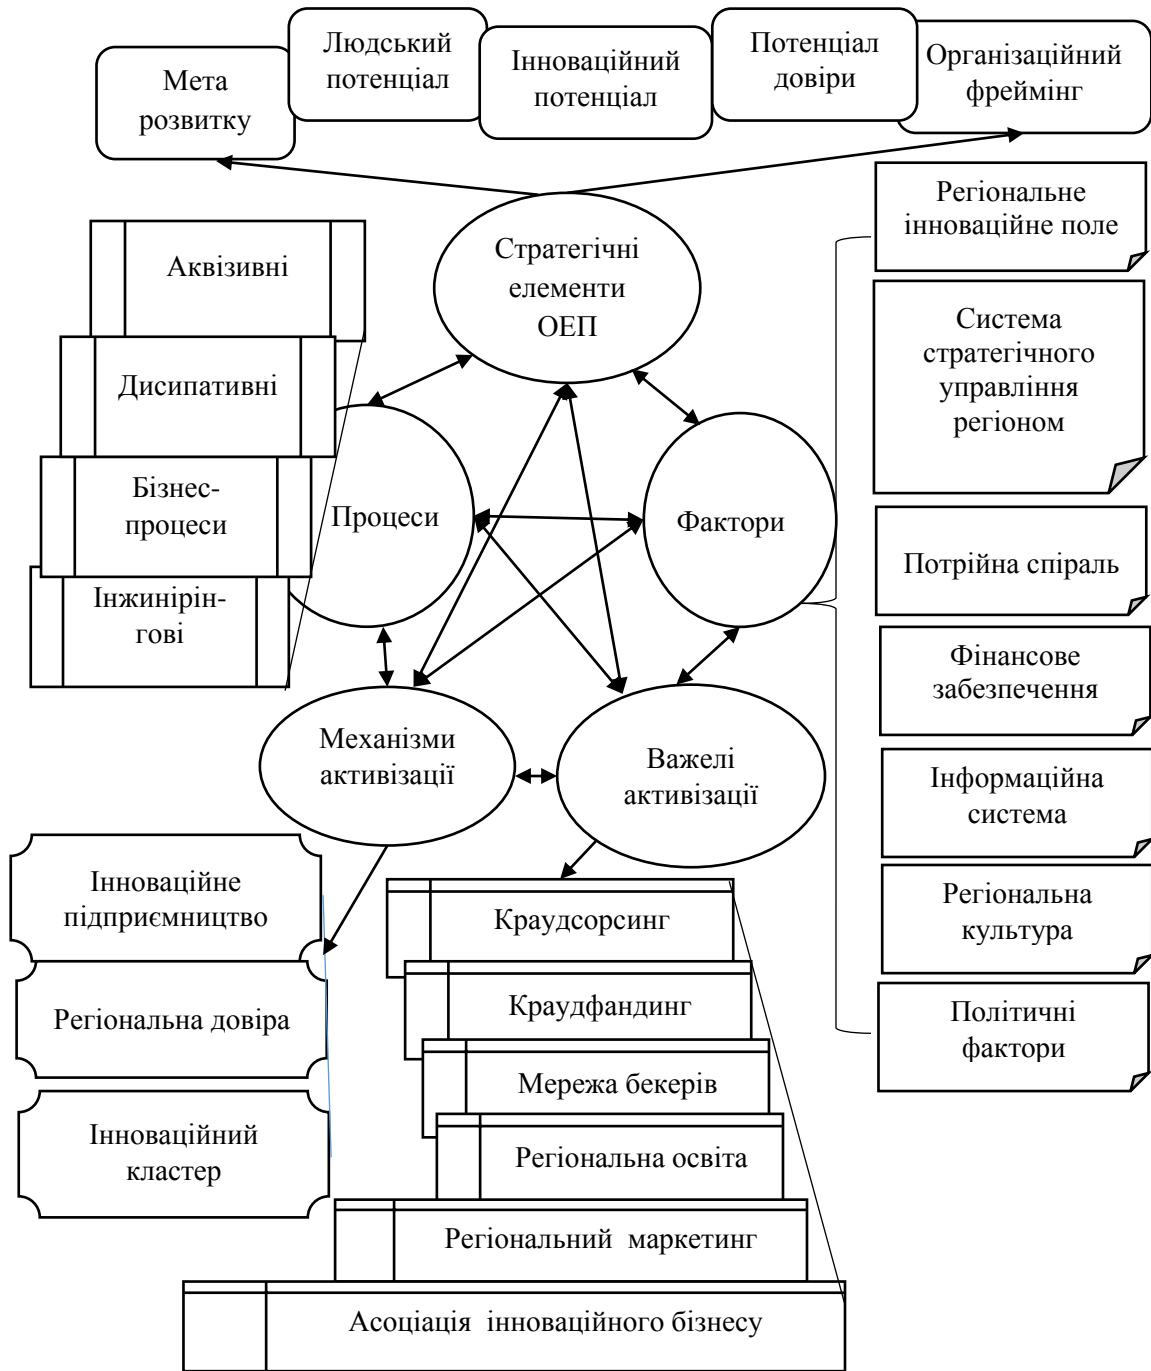 Мета
розвитку
Людський
потенціал
Інноваційний
потенціал
Потенціал
довіри
Організаційний
фреймінг
Стратегічні
елементи
ОЕП
Аквізивні
Дисипативні
Бізнес-
процеси
Інжинірін-
гові
Процеси
Фактори
Регіональне
інноваційне поле
Система
стратегічного
управління
регіоном
Потрійна спіраль
Фінансове
забезпечення
Інформаційна
система
Регіональна
культура
Політичні
фактори
Механізми
активізації
Важелі
активізації
Інноваційне
підприємництво
Регіональна довіра
Інноваційний
кластер
Краудсорсинг
Краудфандинг
Мережа бекерів
Регіональна освіта
Регіональний маркетинг
Асоціація інноваційного бізнесу